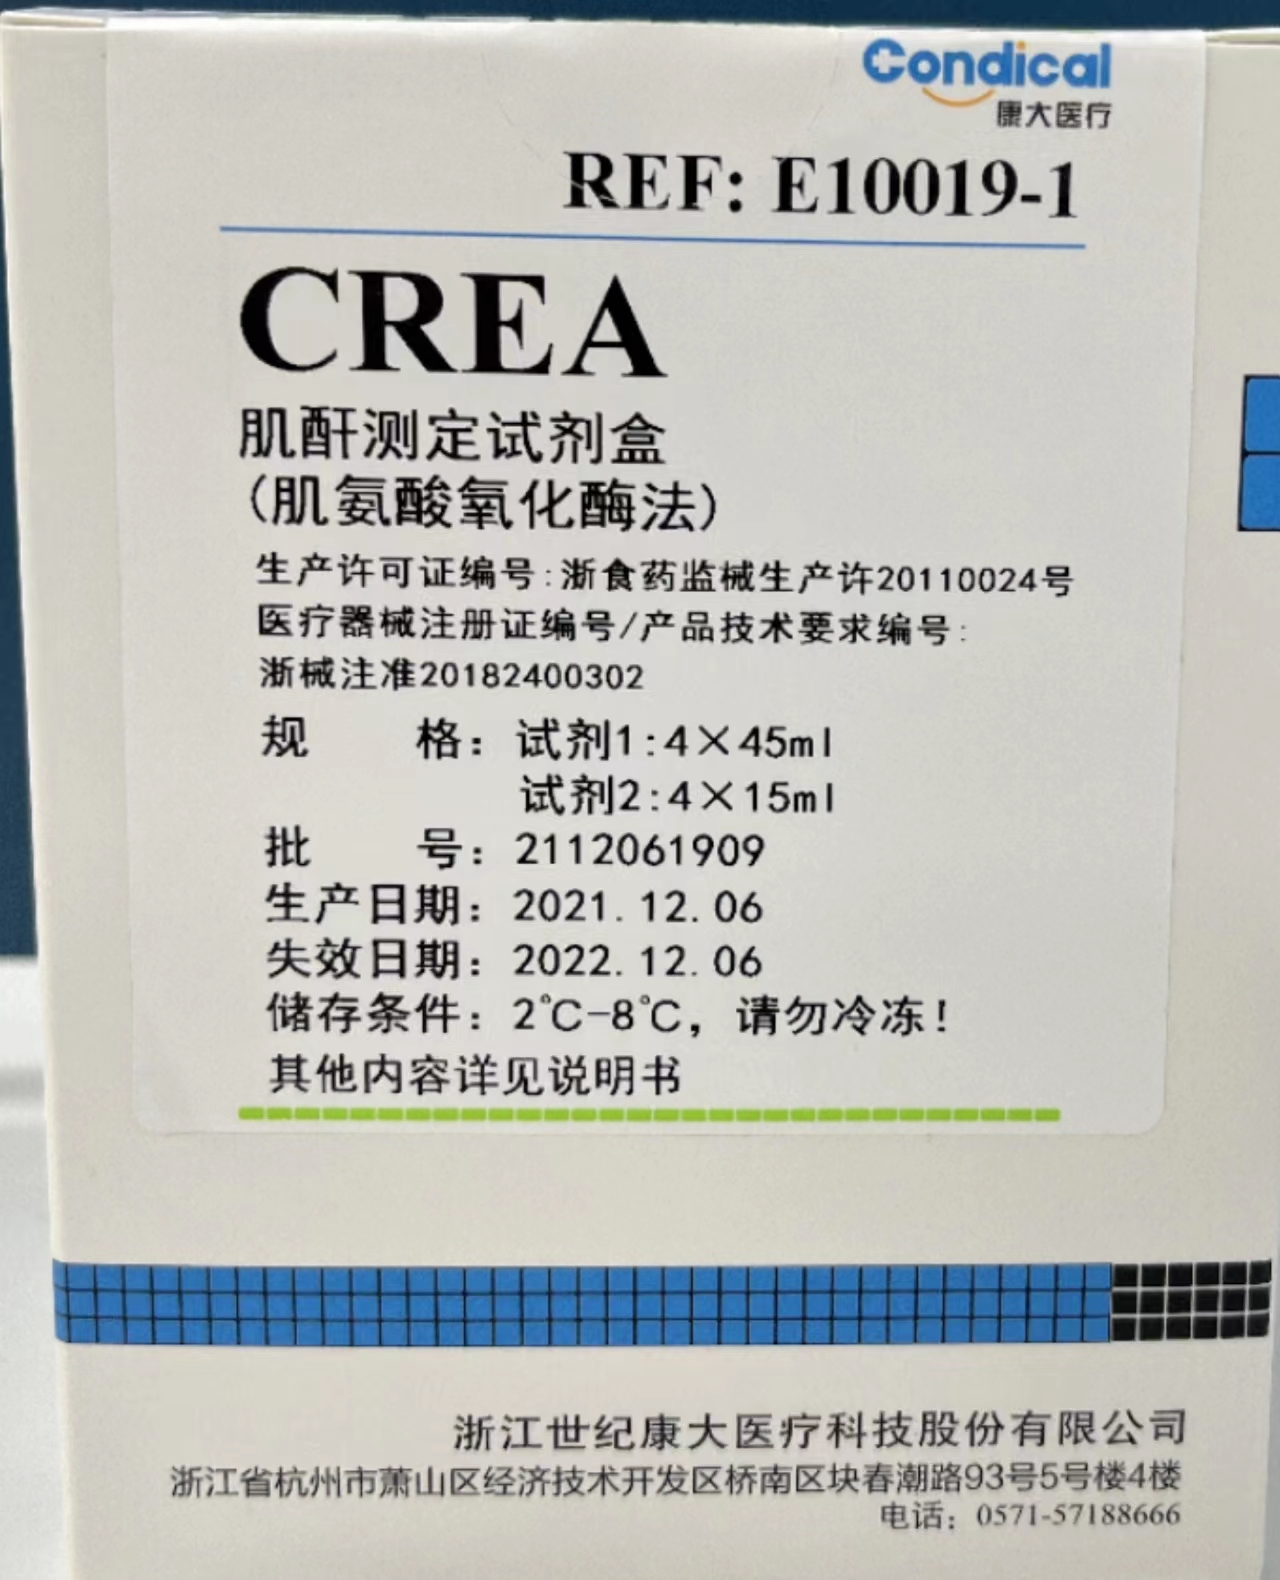 Condical
康大医疗
REF: E10019-1
CREA
肌酐测定试剂盒
(肌氨酸氧化酶法)
生产许可证编号:浙食药监械生产许20110024号
医疗器械注册证编号/产品技术要求编号:
浙械注准20182400302
规 格: 试剂1:4×45ml
试剂2:4×15ml
批 号: 2112061909
生产日期: 2021.12.06
失效日期: 2022.12.06
储存条件: 2℃-8℃, 请勿冷冻!
其他内容详见说明书
浙江世纪康大医疗科技股份有限公司
浙江省杭州市萧山区经济技术开发区桥南区块春潮路93号5号楼4楼
电话: 0571-57188666